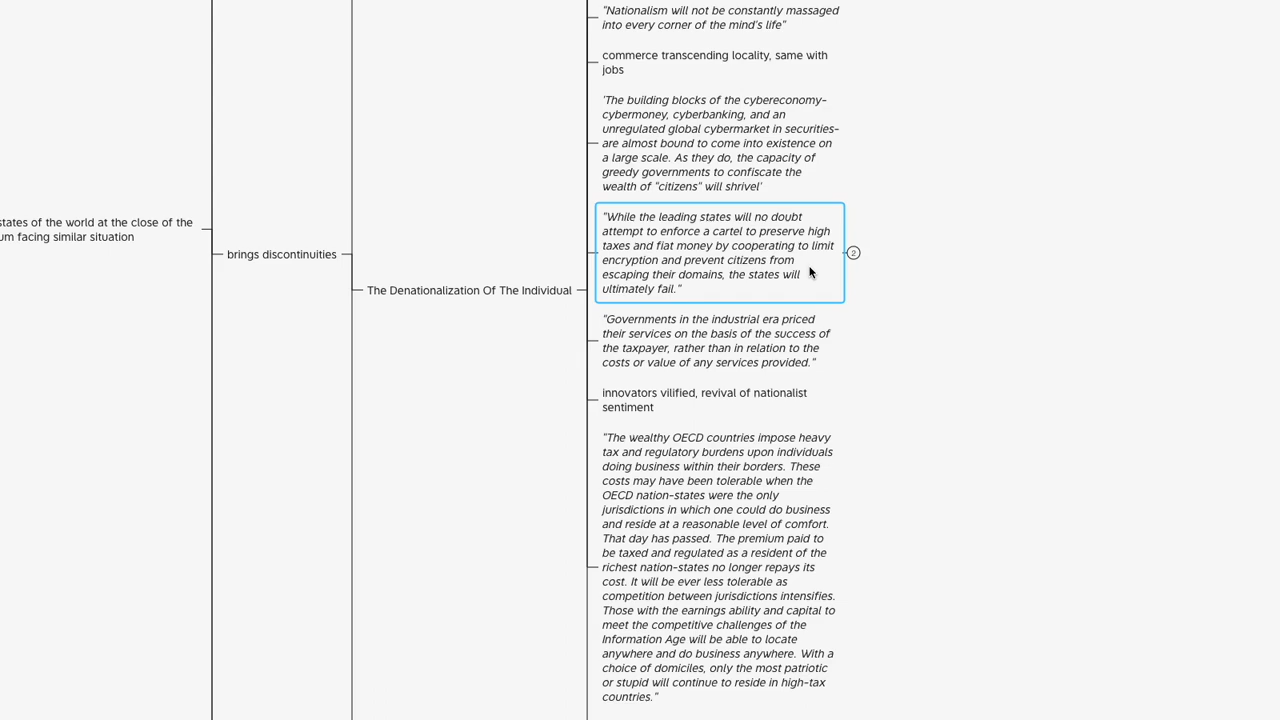 states of the world at the close of the
um facing similar situation
brings discontinuities
The Denationalization Of The Individual
"Nationalism will not be constantly massaged
into every corner of the mind's life"
commerce transcending locality, same with
jobs
'The building blocks of the cybereconomy-
cybermoney, cyberbanking, and an
unregulated global cybermarket in securities-
are almost bound to come into existence on
a large scale. As they do, the capacity of
greedy governments to confiscate the
wealth of "citizens" will shrivel'
"While the leading states will no doubt
attempt to enforce a cartel to preserve high
taxes and fiat money by cooperating to limit
encryption and prevent citizens from
escaping their domains, the states will
ultimately fail."
2
"Governments in the industrial era priced
their services on the basis of the success of
the taxpayer, rather than in relation to the
costs or value of any services provided."
innovators vilified, revival of nationalist
sentiment
"The wealthy OECD countries impose heavy
tax and regulatory burdens upon individuals
doing business within their borders. These
costs may have been tolerable when the
OECD nation-states were the only
jurisdictions in which one could do business
and reside at a reasonable level of comfort.
That day has passed. The premium paid to
be taxed and regulated as a resident of the
richest nation-states no longer repays its
cost. It will be ever less tolerable as
competition between jurisdictions intensifies.
Those with the earnings ability and capital to
meet the competitive challenges of the
Information Age will be able to locate
anywhere and do business anywhere. With a
choice of domiciles, only the most patriotic
or stupid will continue to reside in high-tax
countries."